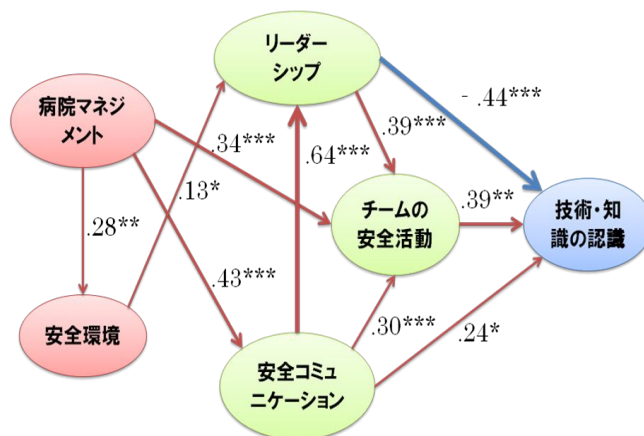 リーダー
シップ
- .44***
病院マネジ
メント
.34***
.64***
.39***
.13*
チームの
安全活動
.39**
技術・知
識の認識
.28**
.43***
安全環境
.30***
.24*
安全コミュ
ニケーション